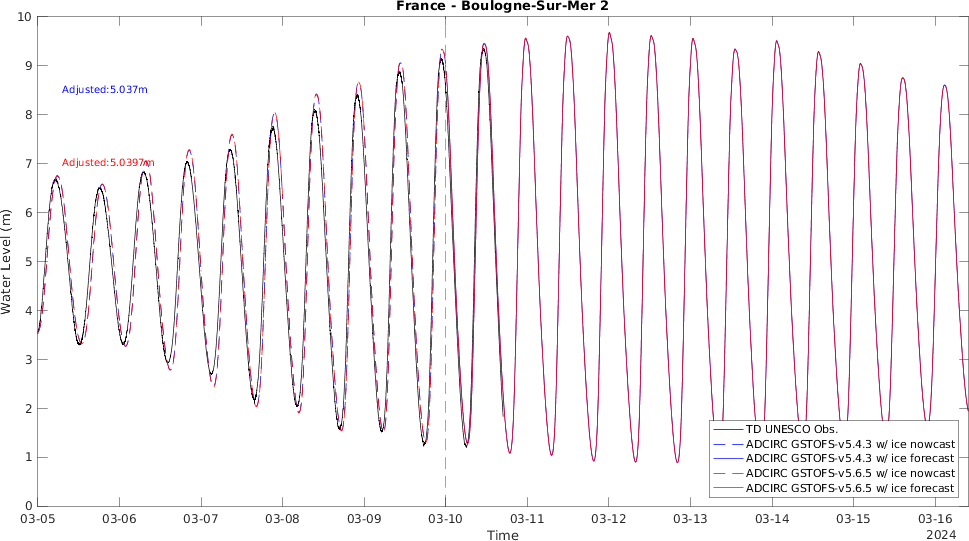 France - Boulogne-Sur-Mer 2
10
9
8
7
6
5
4
3
2
1
0
Water Level (m)
Adjusted:5.037m
Adjusted:5.0397m
TD UNESCO Obs.
ADCIRC GSTOFS-v5.4.3 w/ ice nowcast
ADCIRC GSTOFS-v5.4.3 w/ ice forecast
ADCIRC GSTOFS-v5.6.5 w/ ice nowcast
ADCIRC GSTOFS-v5.6.5 w/ ice forecast
03-05 03-06 03-07 03-08 03-09 03-10 03-11 03-12 03-13 03-14 03-15 03-16
2024
Time